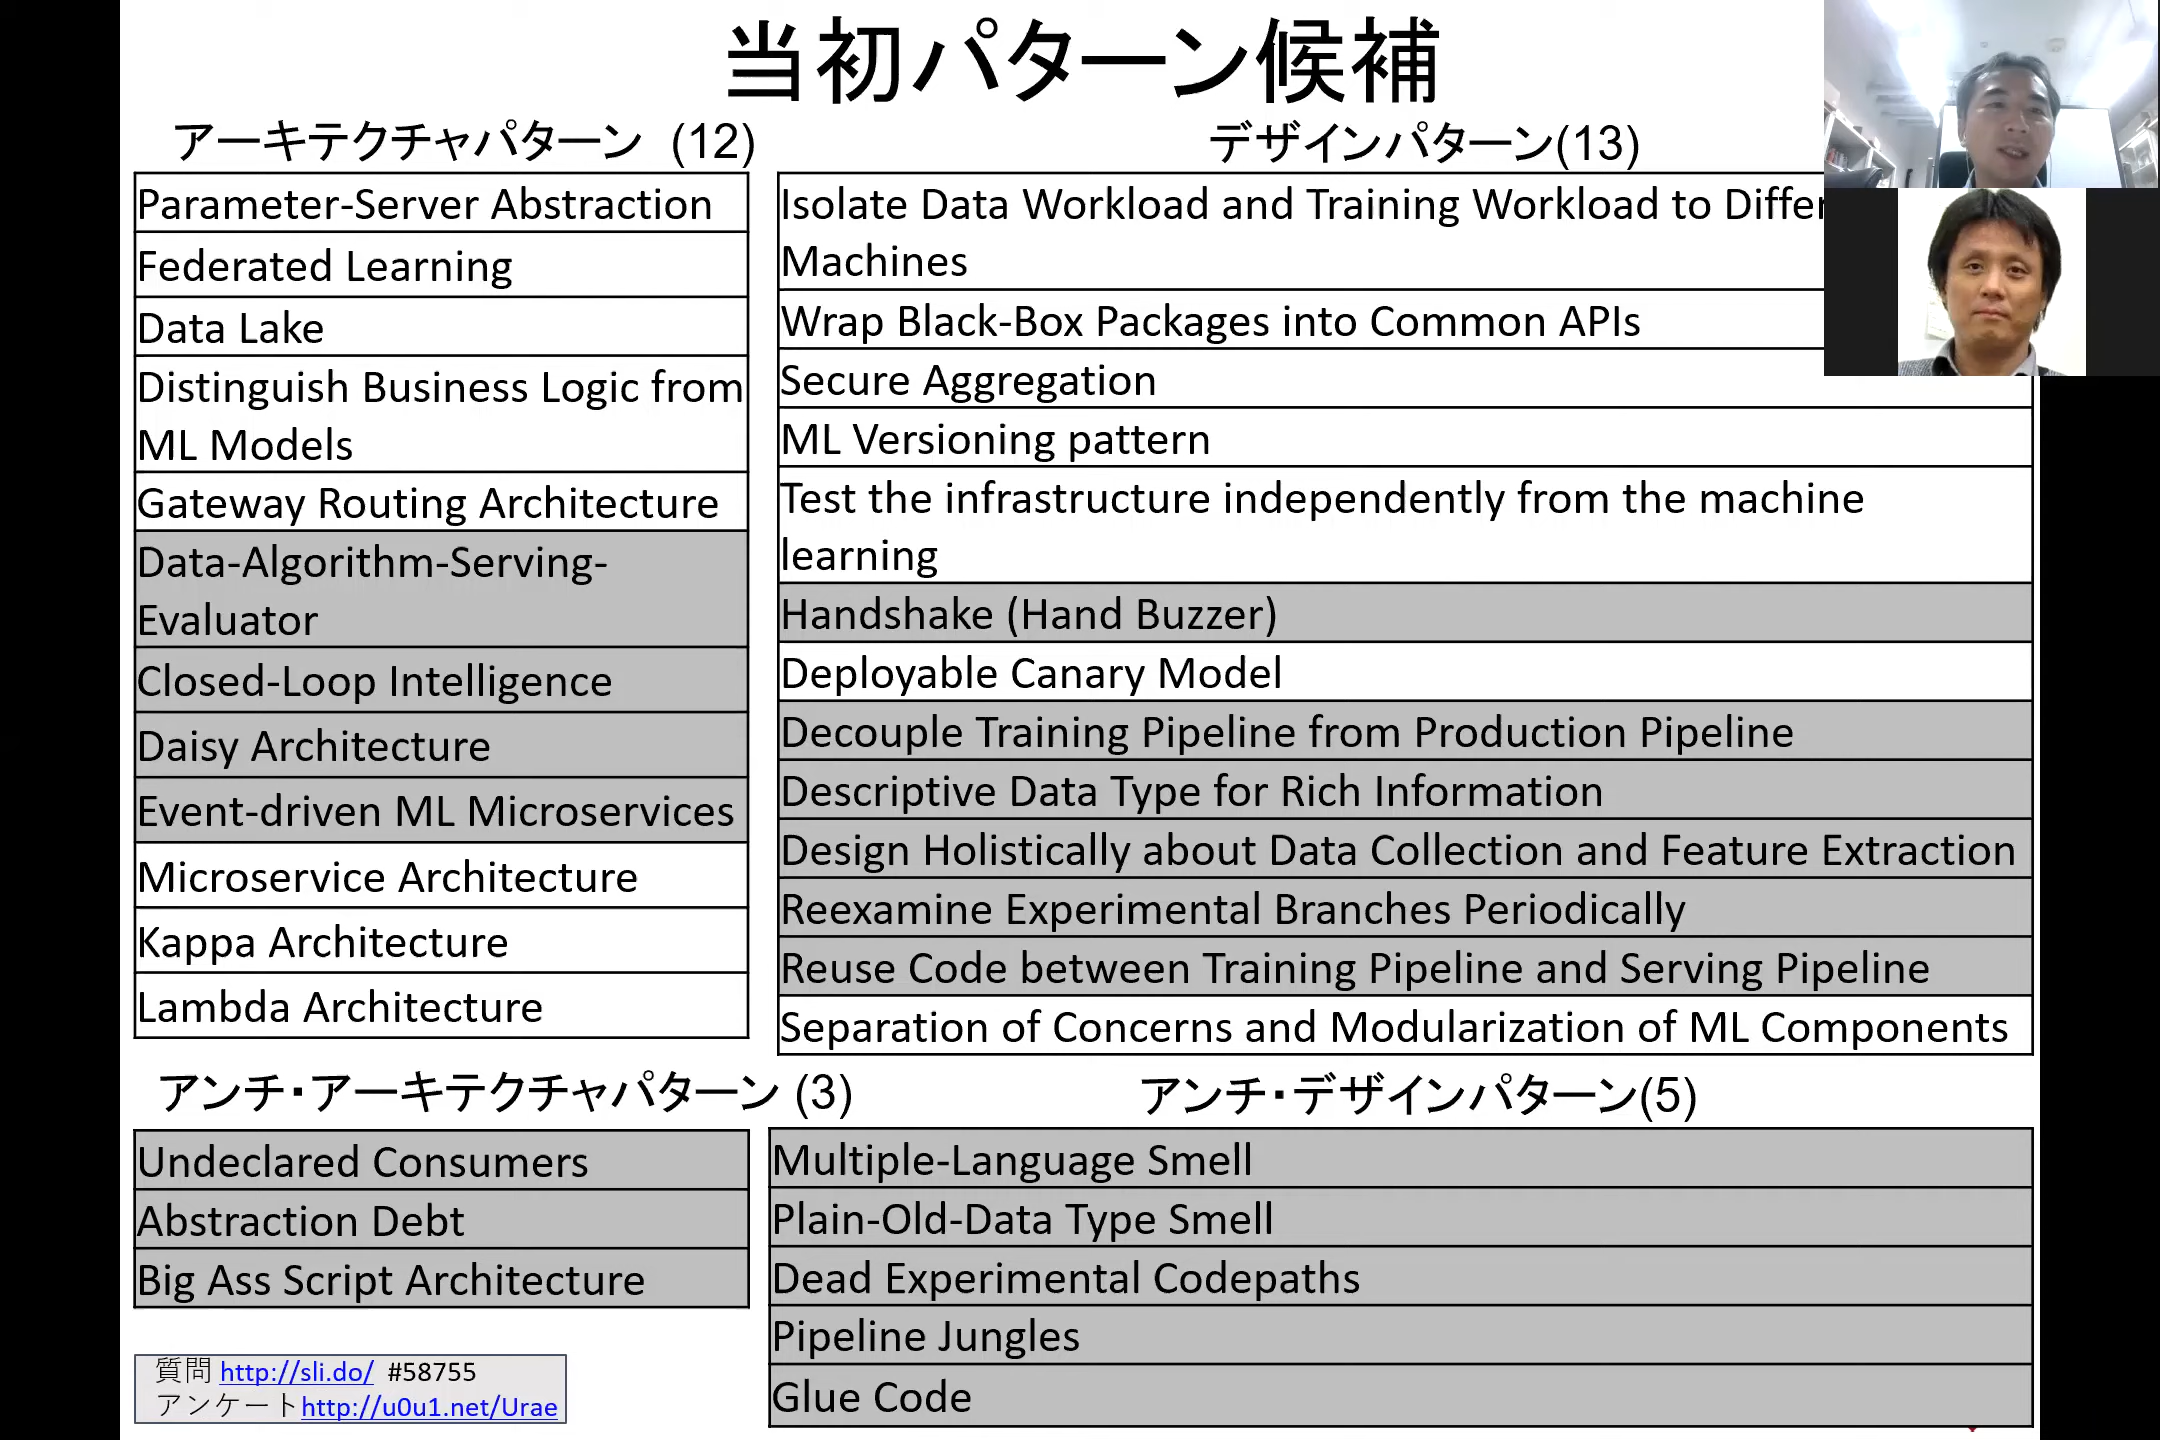 当初パターン候補
アーキテクチャパターン (12)
Parameter-Server Abstraction
Federated Learning
Data Lake
Distinguish Business Logic from
ML Models
Gateway Routing Architecture
Data-Algorithm-Serving-
Evaluator
Closed-Loop Intelligence
Daisy Architecture
Event-driven ML Microservices
Microservice Architecture
Kappa Architecture
Lambda Architecture
デザインパターン(13)
Isolate Data Workload and Training Workload to Differ
Machines
Wrap Black-Box Packages into Common APIs
Secure Aggregation
ML Versioning pattern
Test the infrastructure independently from the machine
learning
Handshake (Hand Buzzer)
Deployable Canary Model
Decouple Training Pipeline from Production Pipeline
Descriptive Data Type for Rich Information
Design Holistically about Data Collection and Feature Extraction
Reexamine Experimental Branches Periodically
Reuse Code between Training Pipeline and Serving Pipeline
Separation of Concerns and Modularization of ML Components
アンチ・アーキテクチャパターン (3)
Undeclared Consumers
Abstraction Debt
Big Ass Script Architecture
アンチ・デザインパターン(5)
Multiple-Language Smell
Plain-Old-Data Type Smell
Dead Experimental Codepaths
Pipeline Jungles
Glue Code
質問 http://sli.do/ #58755
アンケートhttp://u0u1.net/Urae